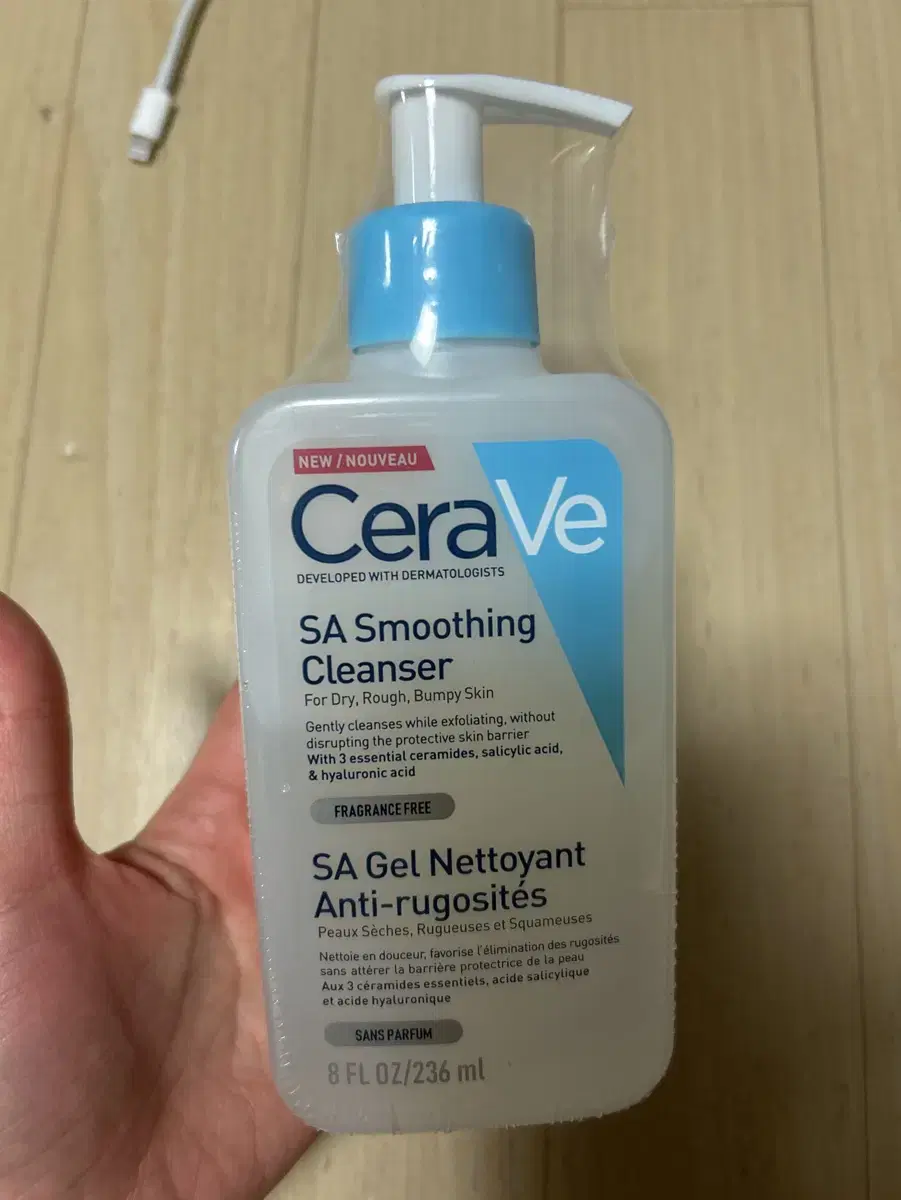 NEW / NOUVEAU
CeraVe
DEVELOPED WITH DERMATOLOGISTS
SA Smoothing
Cleanser
For Dry, Rough, Bumpy Skin
Gently cleanses while exfoliating, without
disrupting the protective skin barrier
With 3 essential ceramides, salicylic acid,
& hyaluronic acid
FRAGRANCE FREE
SA Gel Nettoyant
Anti-rugosités
Peaux Sèches, Rugueuses et Squameuses
Nettoie en douceur, favorise l'élimination des rugosités
sans attérer la barrière protectrice de la peau
Aux 3 céramides essentiels, acide salicylique
et acide hyaluronique
SANS PARFUM
8 FL OZ/236 ml